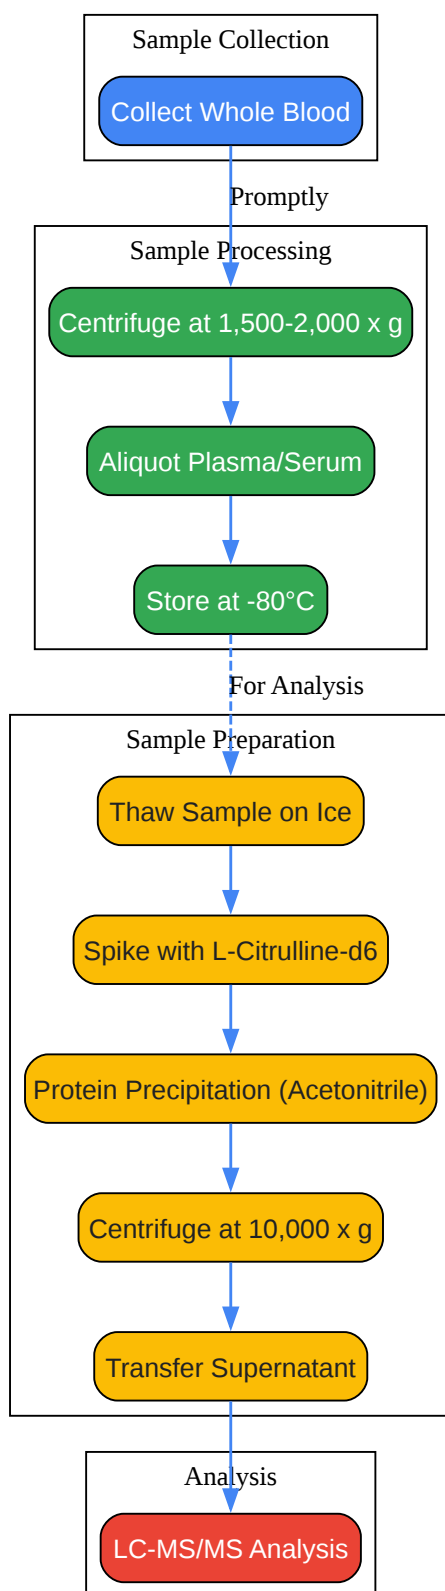 Sample Collection
Collect Whole Blood
Promptly
Sample Processing
Centrifuge at 1,500-2,000 x g
Aliquot Plasma/Serum
Store at -80°C
For Analysis
Sample Preparation
Thaw Sample on Ice
Spike with L-Citrulline-d6
Protein Precipitation (Acetonitrile)
Centrifuge at 10,000 x g
Transfer Supernatant
Analysis
LC-MS/MS Analysis